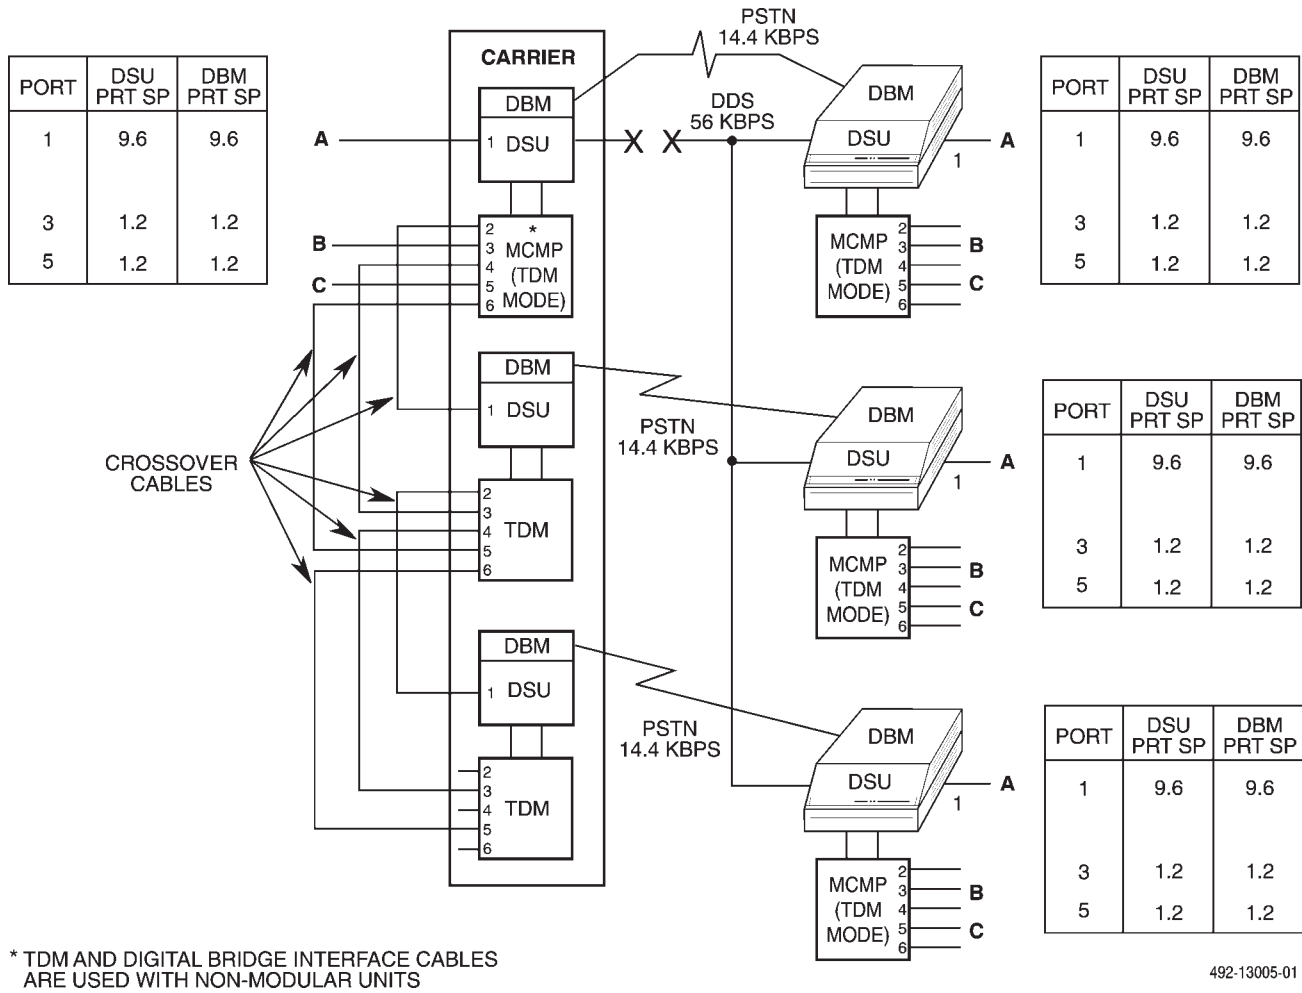 PSTN
14.4 KBPS
CARRIER
PORT DSU PRT SP DBM PRT SP
1 9.6 9.6
3 1.2 1.2
5 1.2 1.2
A
B
C
DBM
1 DSU
X X
DDS
56 KBPS
2
3
4
5
6
*
MCMP
(TDM
MODE)
DBM
DSU
1
A
MCMP
(TDM
MODE)
2
3
4
5
6
B
C
PORT DSU PRT SP DBM PRT SP
1 9.6 9.6
3 1.2 1.2
5 1.2 1.2
CROSSOVER
CABLES
DBM
1 DSU
2
3
4
5
6
TDM
PSTN
14.4 KBPS
DBM
DSU
1
A
MCMP
(TDM
MODE)
2
3
4
5
6
B
C
PORT DSU PRT SP DBM PRT SP
1 9.6 9.6
3 1.2 1.2
5 1.2 1.2
DBM
1 DSU
2
3
4
5
6
TDM
PSTN
14.4 KBPS
DBM
DSU
1
A
MCMP
(TDM
MODE)
2
3
4
5
6
B
C
PORT DSU PRT SP DBM PRT SP
1 9.6 9.6
3 1.2 1.2
5 1.2 1.2
* TDM AND DIGITAL BRIDGE INTERFACE CABLES
ARE USED WITH NON-MODULAR UNITS
492-13005-01